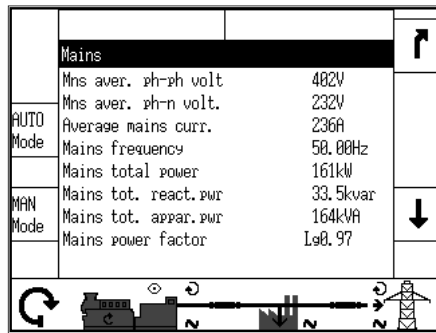 Mains
Mns aver. ph-ph volt 402V
Mns aver. ph-n volt. 232V
Average mains curr. 236A
Mains frequency 50.00Hz
Mains total power 161kW
Mains tot. react.pwr 33.5kvar
Mains tot. appar.pwr 164kVA
Mains power factor Lg0.97
AUTO
Mode
MAN
Mode